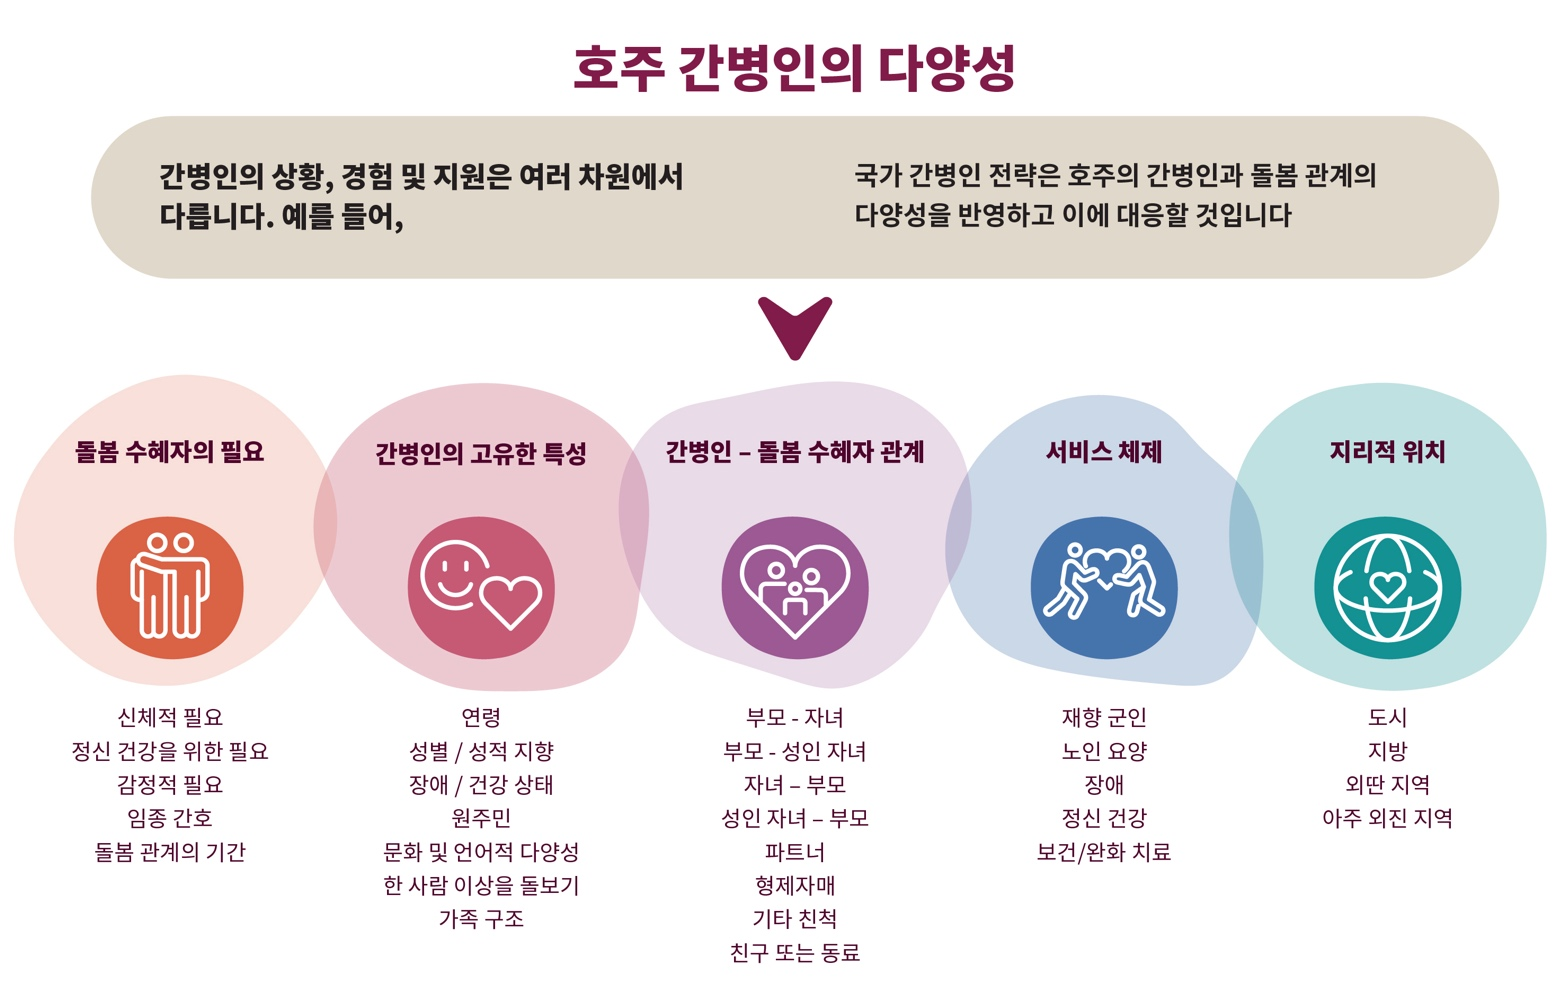 호주 간병인의 다양성
간병인의 상황, 경험 및 지원은 여러 차원에서
다릅니다. 예를 들어,
국가 간병인 전략은 호주의 간병인과 돌봄 관계의
다양성을 반영하고 이에 대응할 것입니다
돌봄 수혜자의 필요
신체적 필요
정신 건강을 위한 필요
감정적 필요
임종 간호
돌봄 관계의 기간
간병인의 고유한 특성
연령
성별 / 성적 지향
장애 / 건강 상태
원주민
문화 및 언어적 다양성
한 사람 이상을 돌보기
가족 구조
간병인 – 돌봄 수혜자 관계
부모 - 자녀
부모 - 성인 자녀
자녀 – 부모
성인 자녀 – 부모
파트너
형제자매
기타 친척
친구 또는 동료
서비스 체제
재향 군인
노인 요양
장애
정신 건강
보건/완화 치료
지리적 위치
도시
지방
외딴 지역
아주 외진 지역